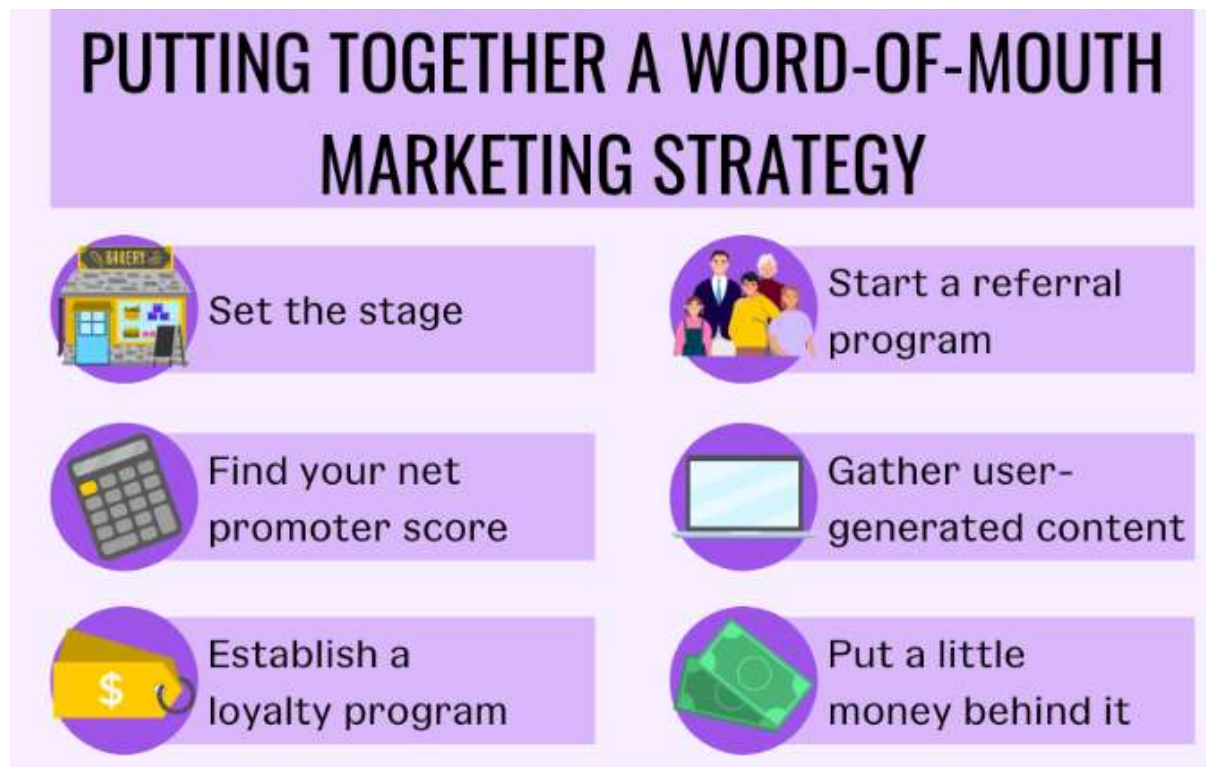 PUTTING TOGETHER A WORD-OF-MOUTH
MARKETING STRATEGY
BAKERY
Set the stage
Start a referral
program
Find your net
promoter score
Gather user-
generated content
$
Establish a
loyalty program
Put a little
money behind it